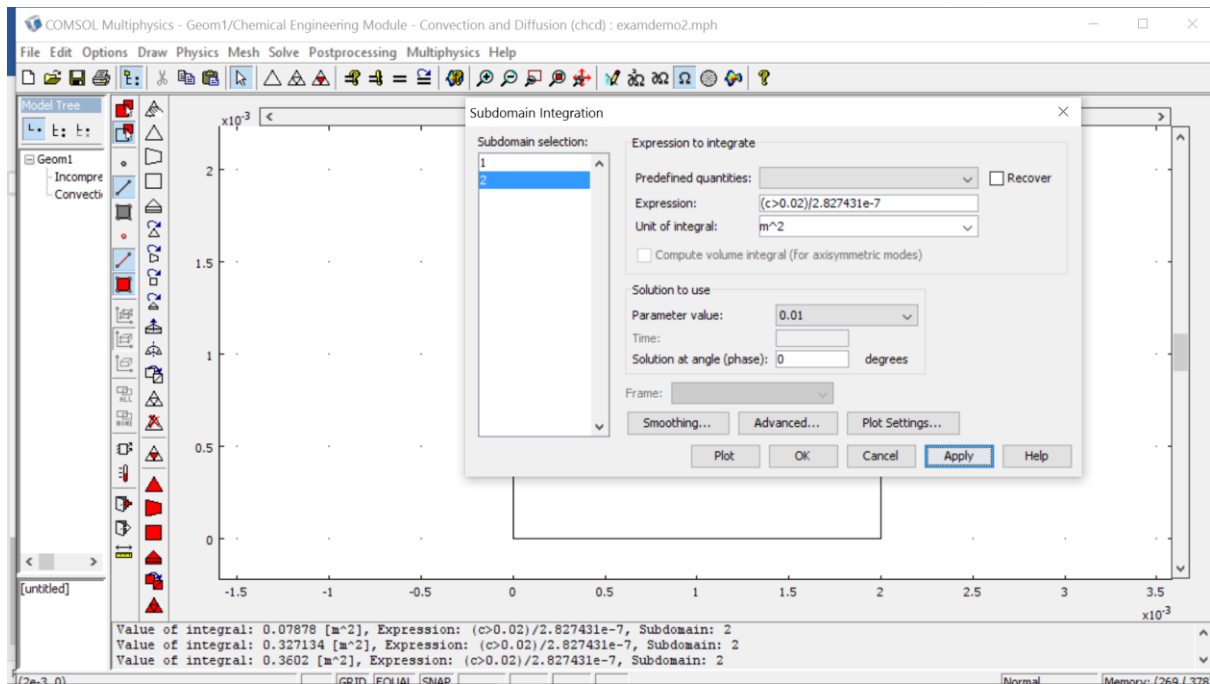 COMSOL Multiphysics - Geom1/Chemical Engineering Module - Convection and Diffusion (chcd) : examdemo2.mph
File Edit Options Draw Physics Mesh Solve Postprocessing Multiphysics Help
Model Tree
Geom1
Incompre
Convecti
[untitled]
x10-3
2
1.5
1
0.5
0
-1.5 -1 -0.5 0 0.5 1 1.5 2 2.5 3 3.5
x10-3
Subdomain Integration
Subdomain selection:
1
2
Expression to integrate
Predefined quantities:
Recover
Expression: (c>0.02)/2.827431e-7
Unit of integral: m^2
Compute volume integral (for axisymmetric modes)
Solution to use
Parameter value: 0.01
Time:
Solution at angle (phase): 0 degrees
Frame:
Smoothing... Advanced... Plot Settings...
Plot OK Cancel Apply Help
Value of integral: 0.07878 [m^2], Expression: (c>0.02)/2.827431e-7, Subdomain: 2
Value of integral: 0.327134 [m^2], Expression: (c>0.02)/2.827431e-7, Subdomain: 2
Value of integral: 0.3602 [m^2], Expression: (c>0.02)/2.827431e-7, Subdomain: 2
(2e-3, 0) GRID EQUAL SNAP Normal Memory: (269 / 378